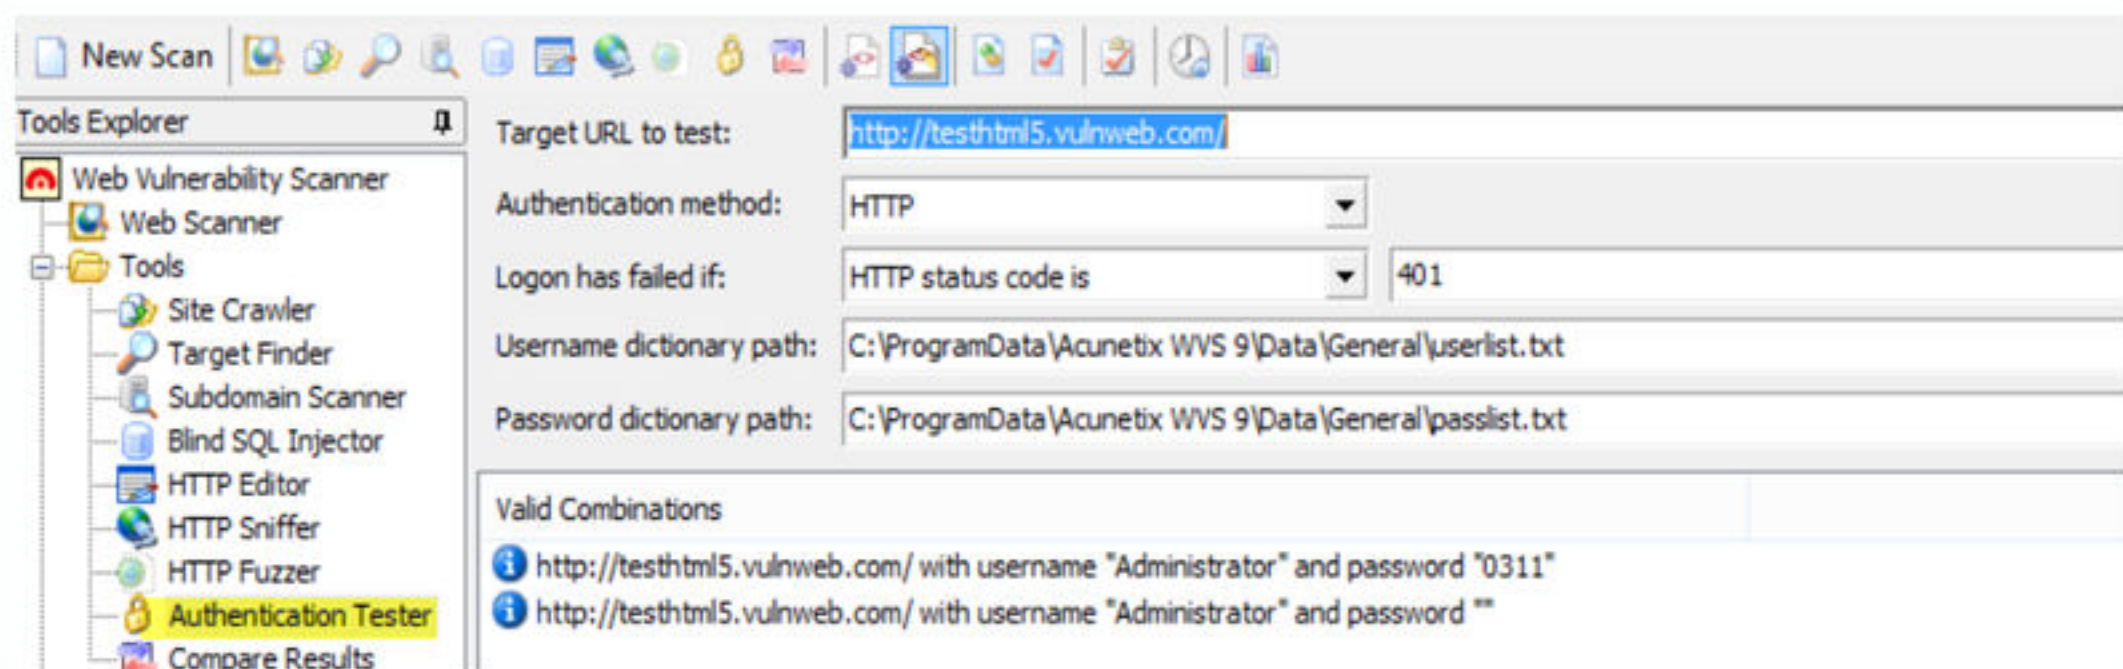 New Scan
Tools Explorer
Web Vulnerability Scanner
Web Scanner
Tools
Site Crawler
Target Finder
Subdomain Scanner
Blind SQL Injector
HTTP Editor
HTTP Sniffer
HTTP Fuzzer
Authentication Tester
Compare Results
Target URL to test: http://testhtml5.vulnweb.com/
Authentication method: HTTP
Logon has failed if: HTTP status code is 401
Username dictionary path: C:\ProgramData\Acunetix WVS 9\Data\General\userlist.txt
Password dictionary path: C:\ProgramData\Acunetix WVS 9\Data\General\passlist.txt
Valid Combinations
http://testhtml5.vulnweb.com/ with username "Administrator" and password "0311"
http://testhtml5.vulnweb.com/ with username "Administrator" and password ""